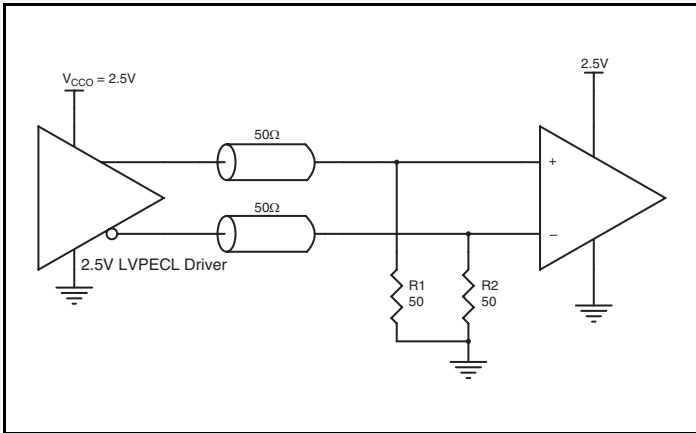 2.5V
V_CCO = 2.5V
50Ω
+
50Ω
–
2.5V LVPECL Driver
R1
50
R2
50